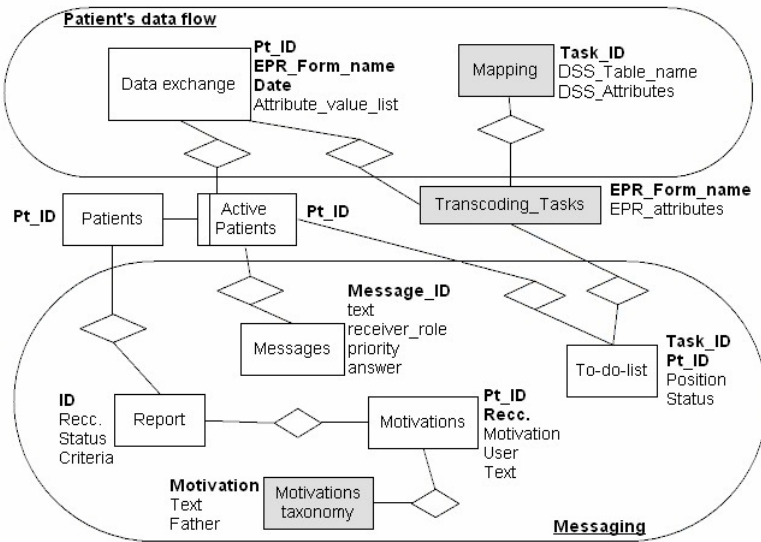 Patient's data flow
Data exchange
Pt_ID
EPR_Form_name
Date
Attribute_value_list
Mapping
Task_ID
DSS_Table_name
DSS_Attributes
Pt_ID
Patients
Active
Patients
Pt_ID
Transcoding_Tasks
EPR_Form_name
EPR_attributes
Messages
Message_ID
text
receiver_role
priority
answer
To-do-list
Task_ID
Pt_ID
Position
Status
ID
Recc.
Status
Criteria
Report
Motivations
Pt_ID
Recc.
Motivation
User
Text
Motivation
Text
Father
Motivations
taxonomy
Messaging